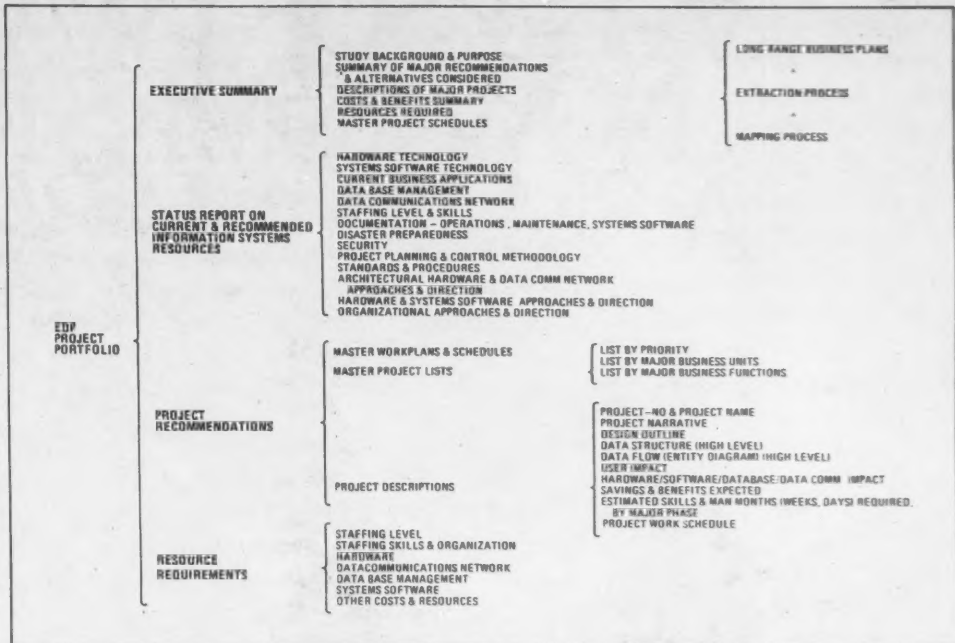 EDP
PROJECT
PORTFOLIO
EXECUTIVE SUMMARY
STUDY BACKGROUND & PURPOSE
SUMMARY OF MAJOR RECOMMENDATIONS
& ALTERNATIVES CONSIDERED
DESCRIPTIONS OF MAJOR PROJECTS
COSTS & BENEFITS SUMMARY
RESOURCES REQUIRED
MASTER PROJECT SCHEDULES
LONG RANGE BUSINESS PLANS
EXTRACTION PROCESS
MAPPING PROCESS
STATUS REPORT ON
CURRENT & RECOMMENDED
INFORMATION SYSTEMS
RESOURCES
HARDWARE TECHNOLOGY
SYSTEMS SOFTWARE TECHNOLOGY
CURRENT BUSINESS APPLICATIONS
DATA BASE MANAGEMENT
DATA COMMUNICATIONS NETWORK
STAFFING LEVEL & SKILLS
DOCUMENTATION – OPERATIONS, MAINTENANCE, SYSTEMS SOFTWARE
DISASTER PREPAREDNESS
SECURITY
PROJECT PLANNING & CONTROL METHODOLOGY
STANDARDS & PROCEDURES
ARCHITECTURAL HARDWARE & DATA COMM NETWORK
APPROACHES & DIRECTION
HARDWARE & SYSTEMS SOFTWARE APPROACHES & DIRECTION
ORGANIZATIONAL APPROACHES & DIRECTION
PROJECT
RECOMMENDATIONS
MASTER WORKPLANS & SCHEDULES
MASTER PROJECT LISTS
LIST BY PRIORITY
LIST BY MAJOR BUSINESS UNITS
LIST BY MAJOR BUSINESS FUNCTIONS
PROJECT DESCRIPTIONS
PROJECT–NO & PROJECT NAME
PROJECT NARRATIVE
DESIGN OUTLINE
DATA STRUCTURE (HIGH LEVEL)
DATA FLOW (ENTITY DIAGRAM) (HIGH LEVEL)
USER IMPACT
HARDWARE/SOFTWARE/DATABASE/DATA COMM IMPACT
SAVINGS & BENEFITS EXPECTED
ESTIMATED SKILLS & MAN MONTHS (WEEKS, DAYS) REQUIRED,
BY MAJOR PHASE
PROJECT WORK SCHEDULE
RESOURCE
REQUIREMENTS
STAFFING LEVEL
STAFFING SKILLS & ORGANIZATION
HARDWARE
DATACOMMUNICATIONS NETWORK
DATA BASE MANAGEMENT
SYSTEMS SOFTWARE
OTHER COSTS & RESOURCES